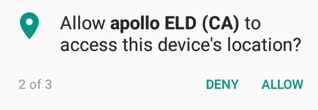 Allow apollo ELD (CA) to
access this device's location?
2 of 3 DENY ALLOW